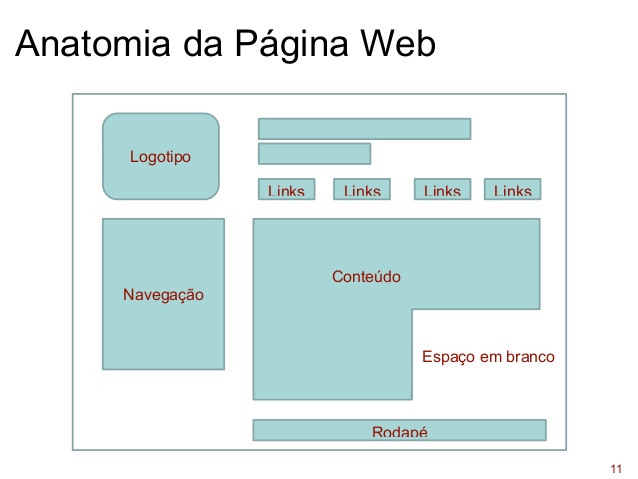 Anatomia da Página Web
Logotipo
Links Links Links Links
Navegação
Conteúdo
Espaço em branco
Rodapé
11